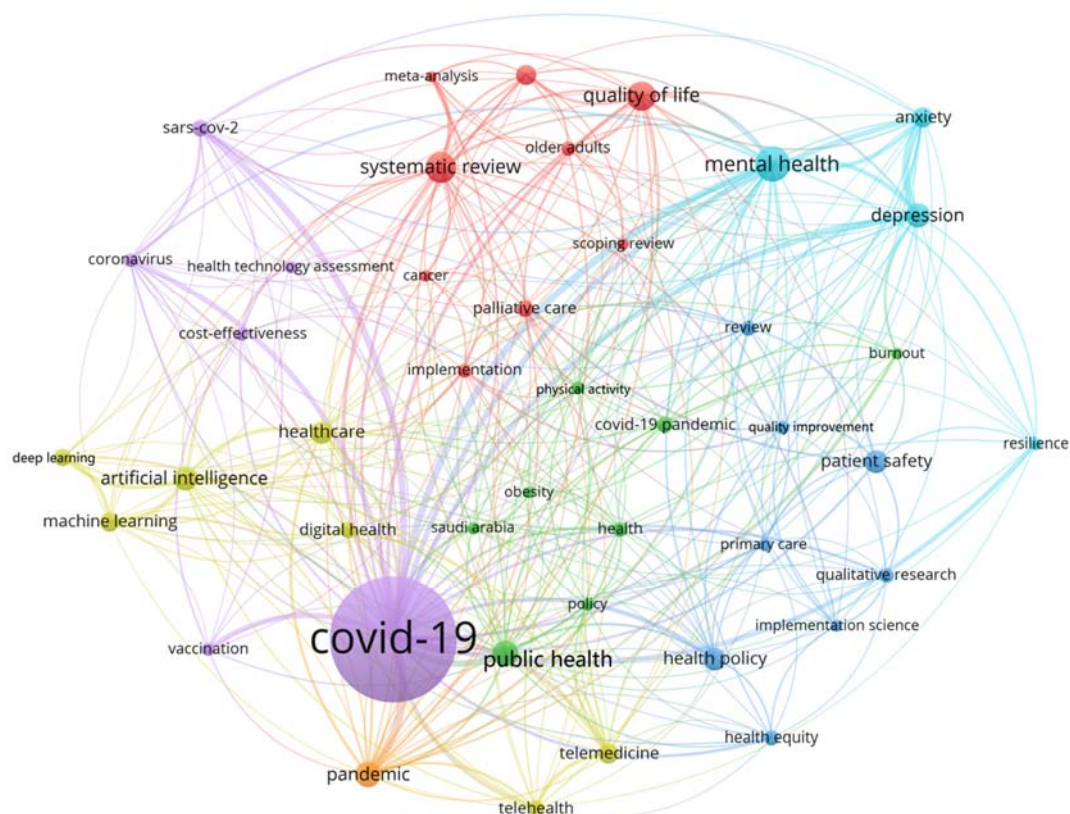 meta-analysis
quality of life
sars-cov-2
anxiety
older adults
systematic review
mental health
depression
scoping review
coronavirus
health technology assessment
cancer
palliative care
cost-effectiveness
review
burnout
implementation
physical activity
covid-19 pandemic
quality improvement
healthcare
resilience
deep learning
patient safety
artificial intelligence
obesity
machine learning
digital health
saudi arabia
health
primary care
qualitative research
policy
implementation science
covid-19
vaccination
public health
health policy
health equity
telemedicine
pandemic
telehealth